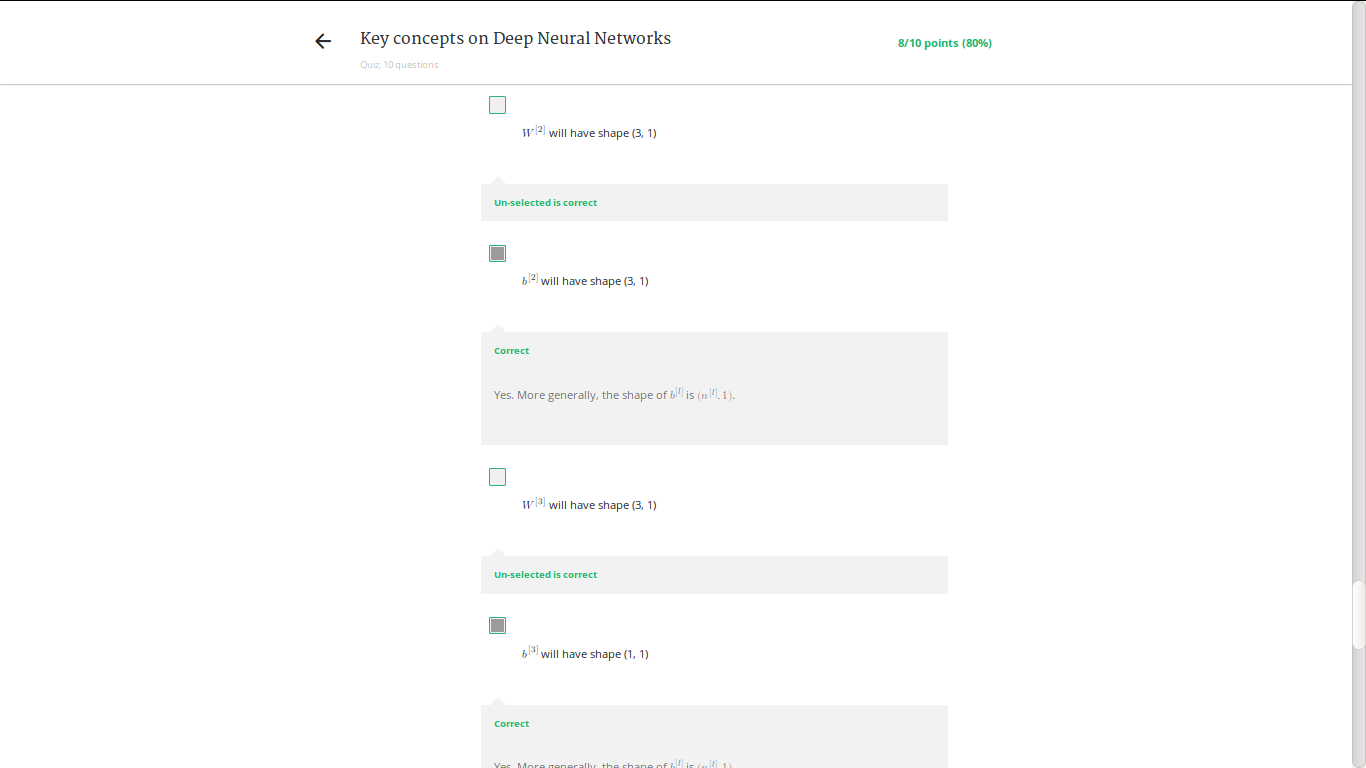 Key concepts on Deep Neural Networks
8/10 points (80%)
Quiz, 10 questions
W^[2] will have shape (3, 1)
Un-selected is correct
b^[2] will have shape (3, 1)
Correct
Yes. More generally, the shape of b^[l] is (n^[l], 1).
W^[3] will have shape (3, 1)
Un-selected is correct
b^[3] will have shape (1, 1)
Correct
Yes. More generally, the shape of b^[l] is (n^[l], 1).